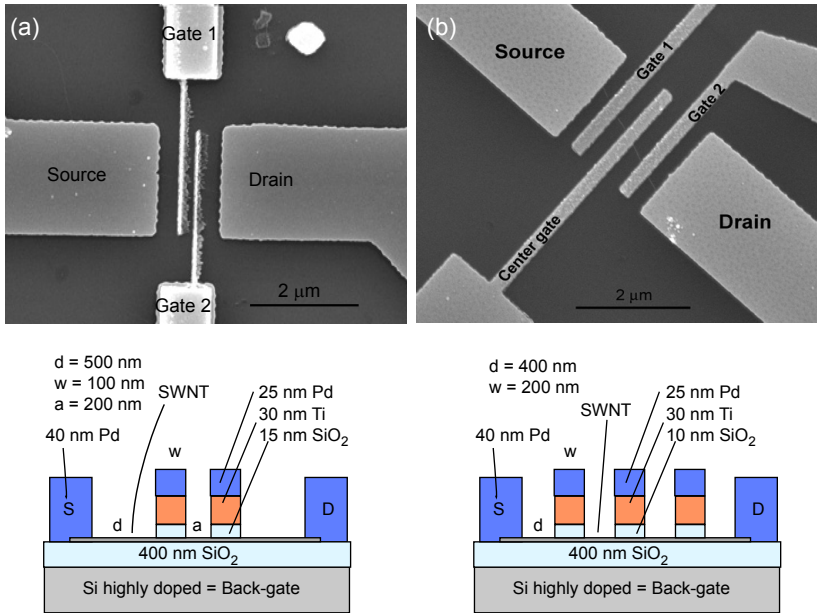 (a)
Gate 1
Source
Drain
Gate 2
2 μm
(b)
Source
Gate 1
Gate 2
Center gate
Drain
2 μm
d = 500 nm
w = 100 nm
a = 200 nm
SWNT
40 nm Pd
w
25 nm Pd
30 nm Ti
15 nm SiO₂
S
d
a
D
400 nm SiO₂
Si highly doped = Back-gate
d = 400 nm
w = 200 nm
SWNT
40 nm Pd
w
25 nm Pd
30 nm Ti
10 nm SiO₂
S
d
D
400 nm SiO₂
Si highly doped = Back-gate